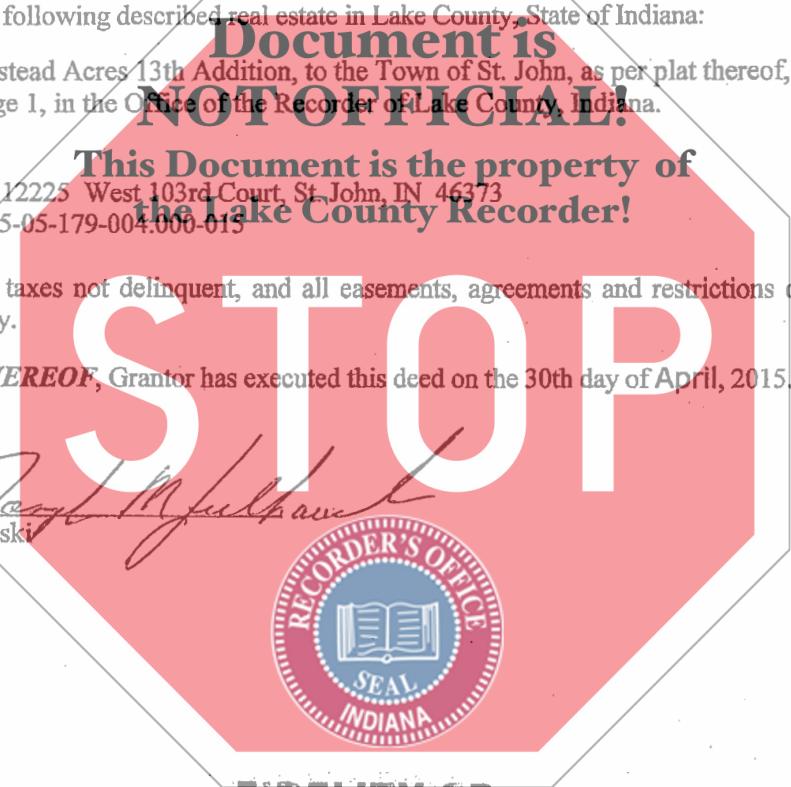 following described real estate in Lake County, State of Indiana:
Document is
stead Acres 13th Addition, to the Town of St. John, as per plat thereof,
ge 1, in the Office of the Recorder of Lake County, Indiana.
NOT OFFICIAL!
This Document is the property of
12225 West 103rd Court, St. John, IN 46373
the Lake County Recorder!
5-05-179-004.000-015
taxes not delinquent, and all easements, agreements and restrictions
y.
EREOF, Grantor has executed this deed on the 30th day of April, 2015.
STOP
ski
RECORDER'S OFFICE
SEAL
INDIANA